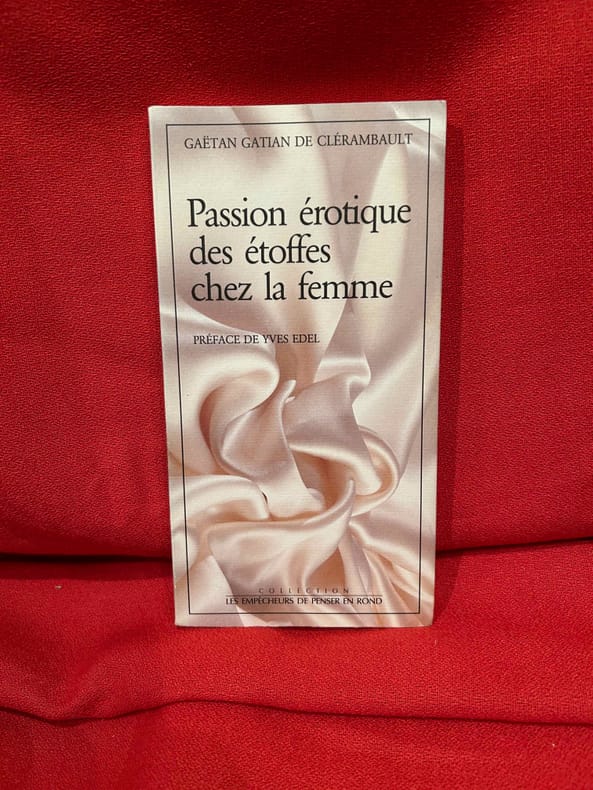 GAËTAN GATIAN DE CLÉRAMBAULT
Passion érotique
des étoffes
chez la femme
PRÉFACE DE YVES EDEL
COLLECTION
LES EMPÊCHEURS DE PENSER EN ROND